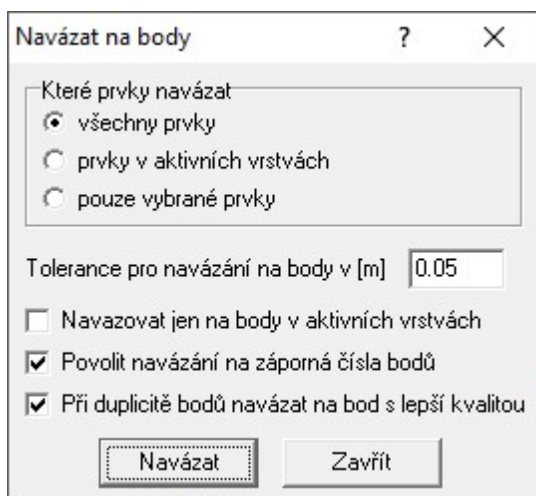 Navázat na body ?
Které prvky navázat
všechny prvky
prvky v aktivních vrstvách
pouze vybrané prvky
Tolerance pro navázání na body v [m] 0.05
Navazovat jen na body v aktivních vrstvách
Povolit navázání na záporná čísla bodů
Při duplicitě bodů navázat na bod s lepší kvalitou
Navázat Zavřít